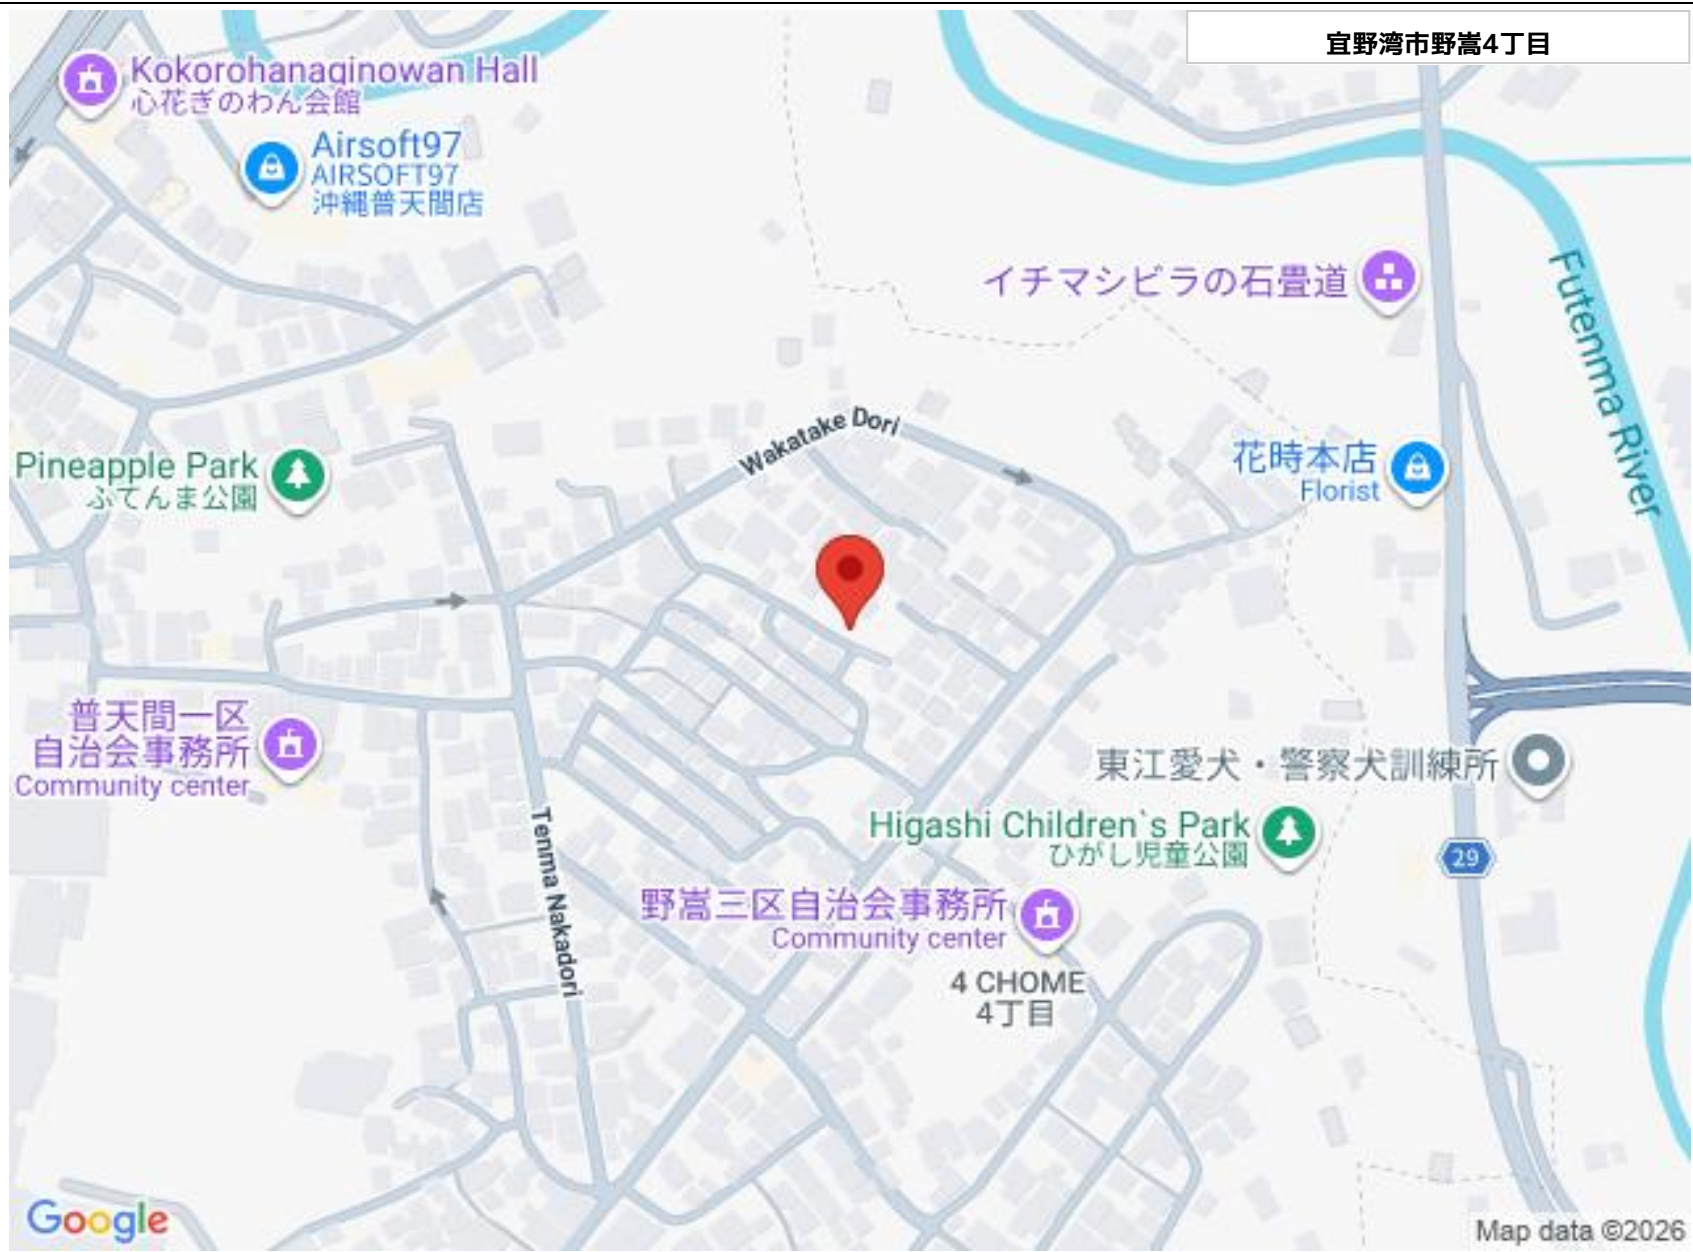 宜野湾市野嵩4丁目
Kokorohanaginowan Hall
心花ぎのわん会館
Airsoft97
AIRSOFT97
沖縄普天間店
イチマシビラの石畳道
Futenma River
Wakatake Dori
花時本店
Florist
Pineapple Park
ふてんま公園
普天間一区
自治会事務所
Community center
東江愛犬・警察犬訓練所
Higashi Children`s Park
ひがし児童公園
29
Tenma Nakadori
野嵩三区自治会事務所
Community center
4 CHOME
4丁目
Google
Map data ©2026